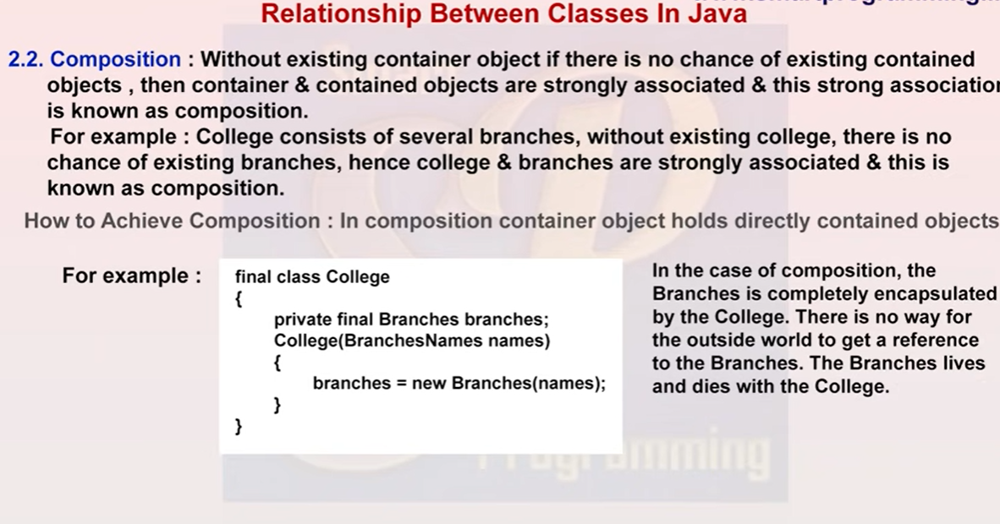 Relationship Between Classes In Java
2.2. Composition : Without existing container object if there is no chance of existing contained
objects , then container & contained objects are strongly associated & this strong association
is known as composition.
For example : College consists of several branches, without existing college, there is no
chance of existing branches, hence college & branches are strongly associated & this is
known as composition.
How to Achieve Composition : In composition container object holds directly contained objects
For example :
final class College
{
private final Branches branches;
College(BranchesNames names)
{
branches = new Branches(names);
}
}
In the case of composition, the
Branches is completely encapsulated
by the College. There is no way for
the outside world to get a reference
to the Branches. The Branches lives
and dies with the College.
Programming